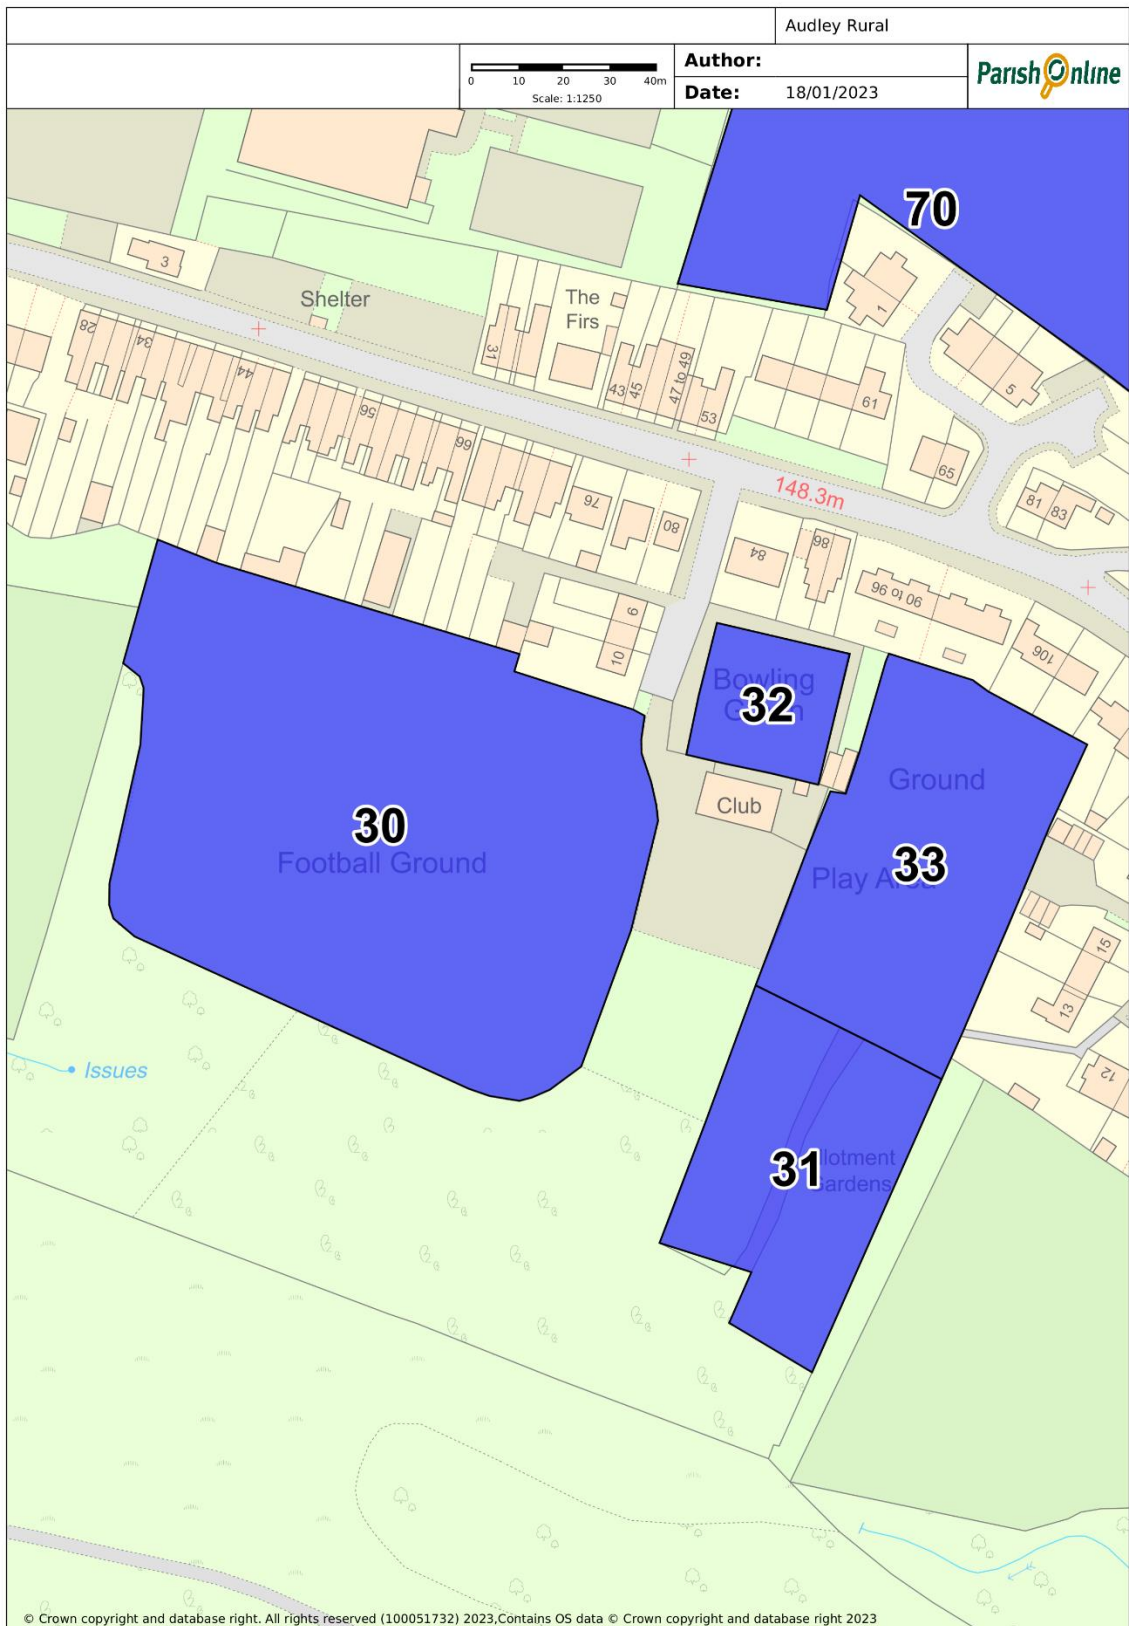 Audley Rural
Author:
Date: 18/01/2023
0 10 20 30 40m
Scale: 1:1250
Parish Online
70
3
Shelter
The
Firs
1
28
34
44
31
43
45
47 to 49
53
61
5
56
66
65
76
80
148.3m
81
83
84
86
90 to 96
9
10
106
Bowling
32
Club
Ground
30
Football Ground
33
Play Area
15
13
12
Issues
31
Gardens
© Crown copyright and database right. All rights reserved (100051732) 2023,Contains OS data © Crown copyright and database right 2023